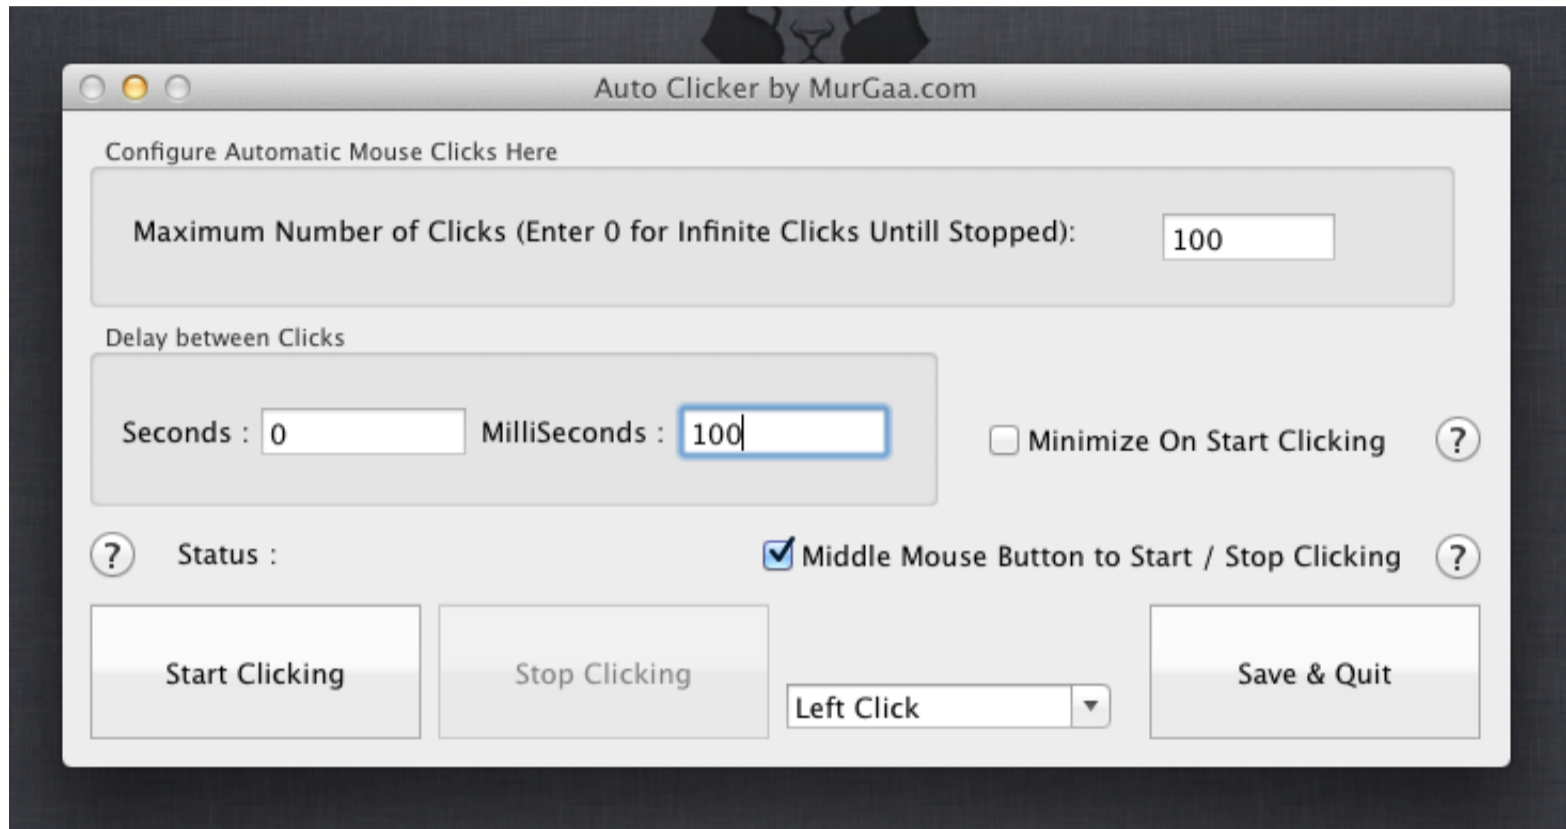 Auto Clicker by MurGaa.com
Configure Automatic Mouse Clicks Here
Maximum Number of Clicks (Enter 0 for Infinite Clicks Untill Stopped): 100
Delay between Clicks
Seconds : 0 MilliSeconds : 100
Minimize On Start Clicking ?
? Status :
Middle Mouse Button to Start / Stop Clicking ?
Start Clicking
Stop Clicking
Left Click
Save & Quit